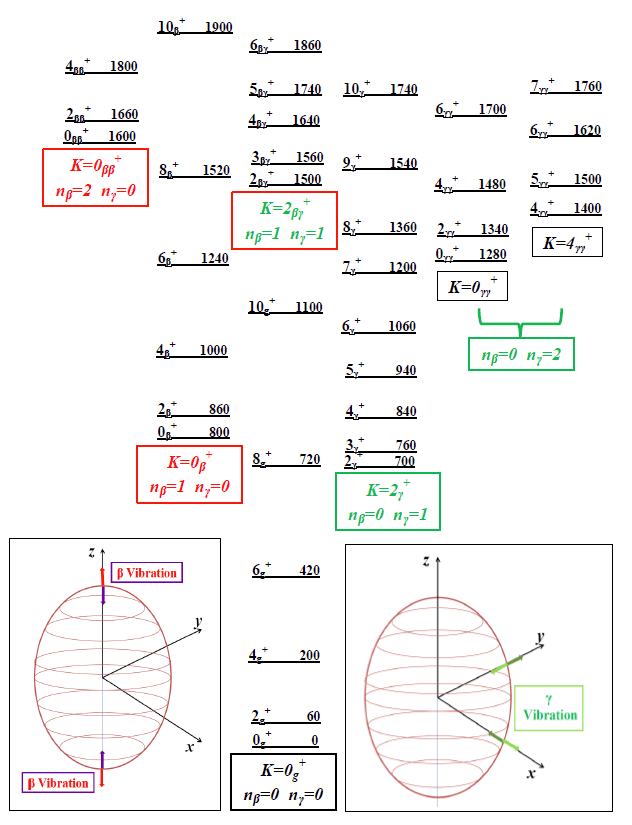 10β+ 1900
6βγ+ 1860
4ββ+ 1800
5βγ+ 1740
10γ+ 1740
7γγ+ 1760
2ββ+ 1660
4βγ+ 1640
6γγ+ 1700
6γγ+ 1620
0ββ+ 1600
K=0ββ+
nβ=2 nγ=0
8β+ 1520
3βγ+ 1560
2βγ+ 1500
K=2βγ+
nβ=1 nγ=1
9γ+ 1540
4γγ+ 1480
5γγ+ 1500
4γγ+ 1400
K=4γγ+
8γ+ 1360
2γγ+ 1340
0γγ+ 1280
K=0γγ+
6β+ 1240
7γ+ 1200
10g+ 1100
6γ+ 1060
nβ=0 nγ=2
4β+ 1000
5γ+ 940
2β+ 860
4γ+ 840
0β+ 800
K=0β+
nβ=1 nγ=0
8g+ 720
3γ+ 760
2γ+ 700
K=2γ+
nβ=0 nγ=1
z
β Vibration
y
x
β Vibration
6g+ 420
4g+ 200
2g+ 60
0g+ 0
K=0g+
nβ=0 nγ=0
z
y
γ
Vibration
x